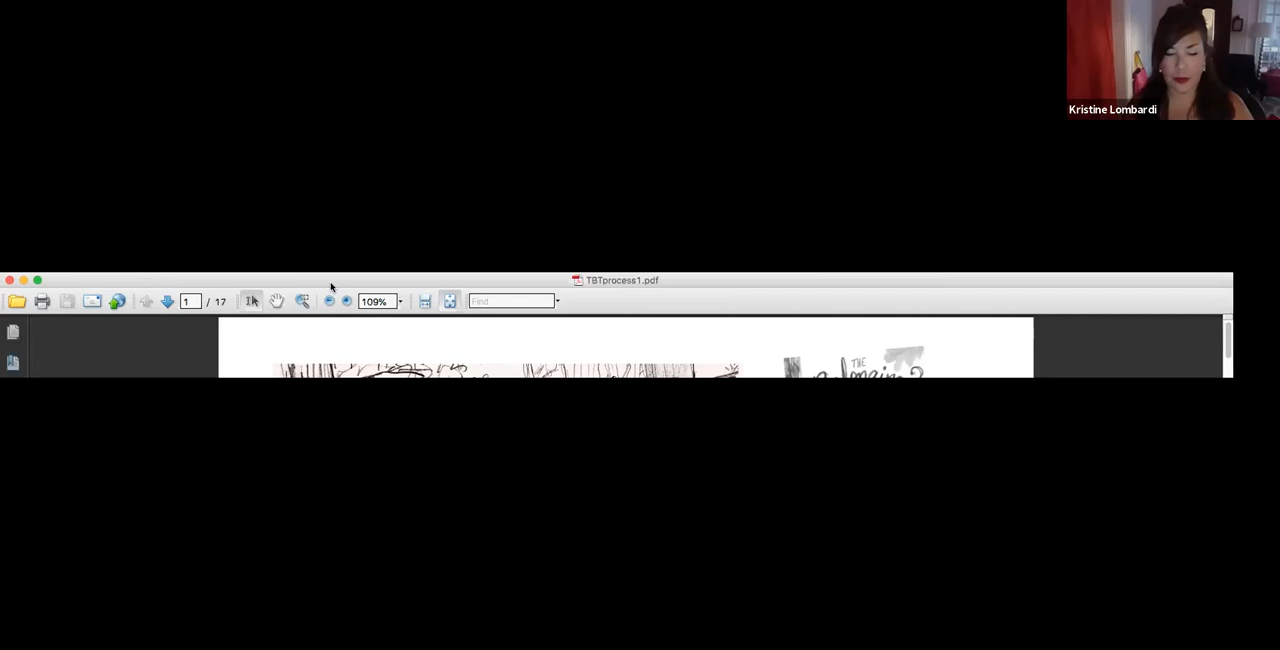 Kristine Lombardi
TBTprocess1.pdf
1 / 17
109%
Find
THE